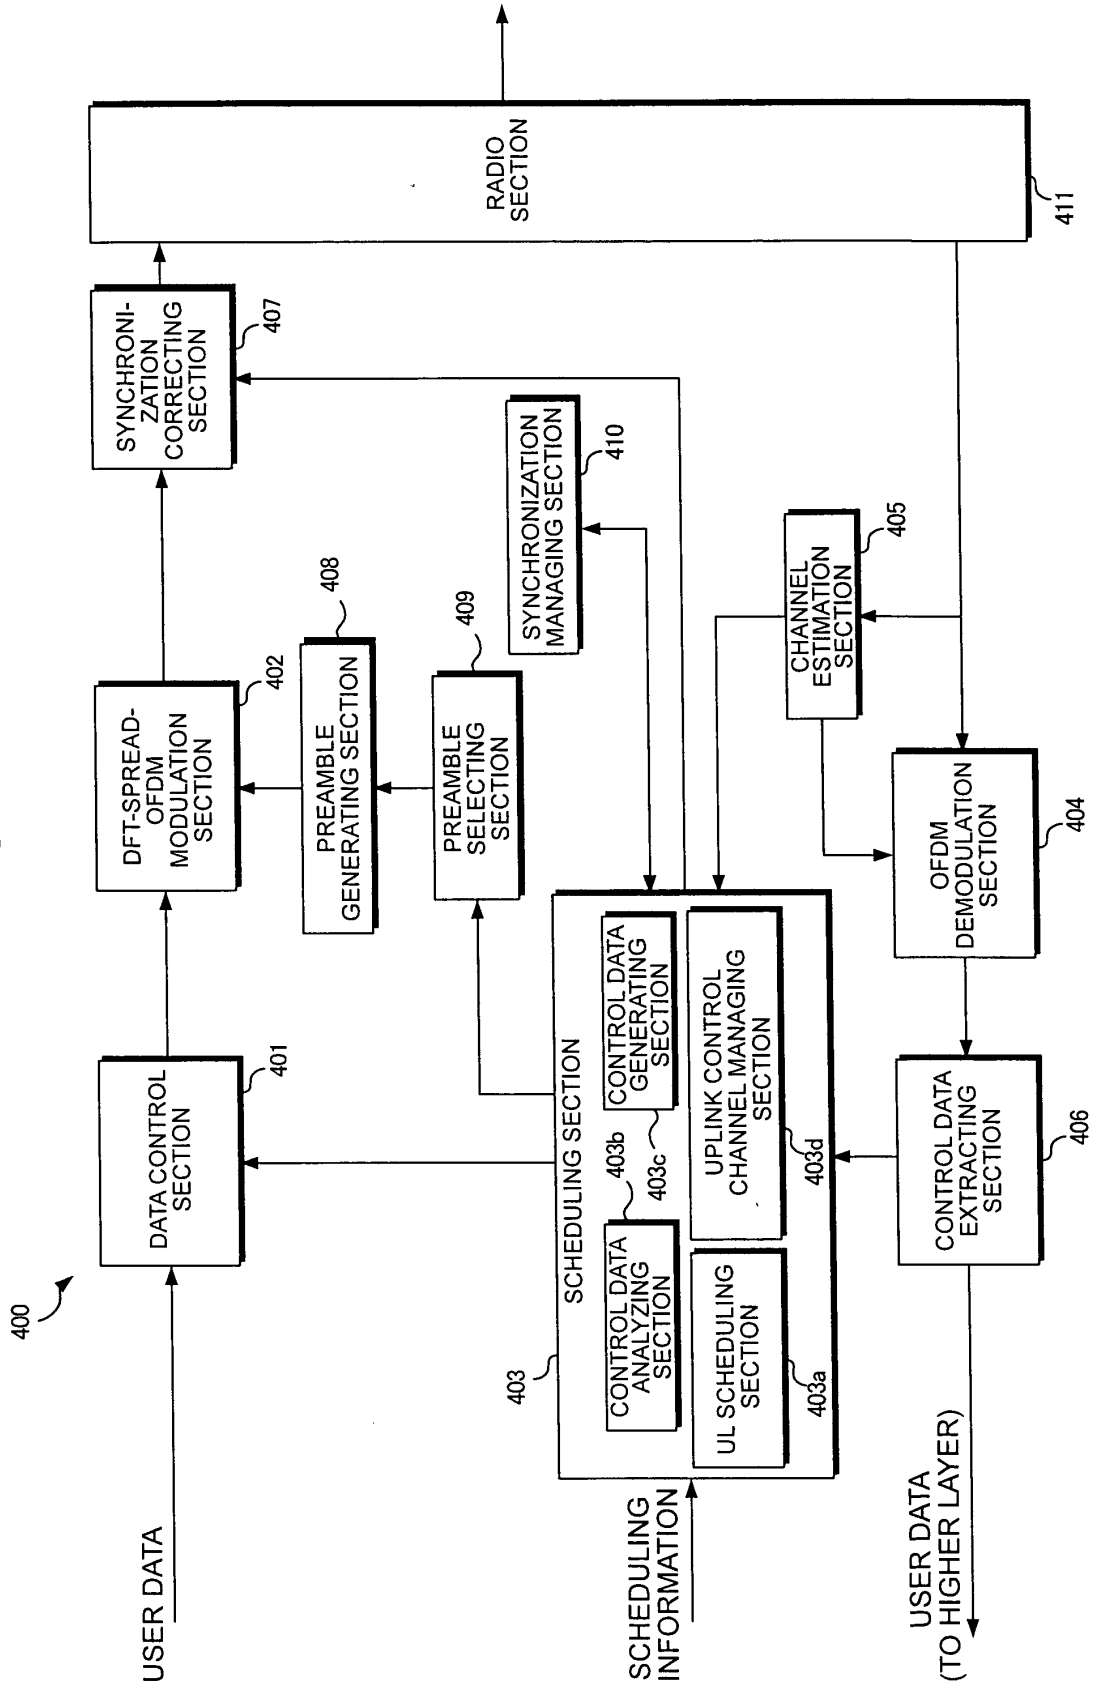 400
USER DATA
DATA CONTROL
SECTION
401
DFT-SPREAD-
OFDM
MODULATION
SECTION
402
SYNCHRONI-
ZATION
CORRECTING
SECTION
407
PREAMBLE
GENERATING SECTION
408
PREAMBLE
SELECTING
SECTION
409
SYNCHRONIZATION
MANAGING SECTION
410
RADIO
SECTION
411
SCHEDULING
INFORMATION
403
SCHEDULING SECTION
CONTROL DATA
ANALYZING
SECTION
403b
CONTROL DATA
GENERATING
SECTION
403c
UL SCHEDULING
SECTION
403a
UPLINK CONTROL
CHANNEL MANAGING
SECTION
403d
CHANNEL
ESTIMATION
SECTION
405
USER DATA
(TO HIGHER LAYER)
CONTROL DATA
EXTRACTING
SECTION
406
OFDM
DEMODULATION
SECTION
404